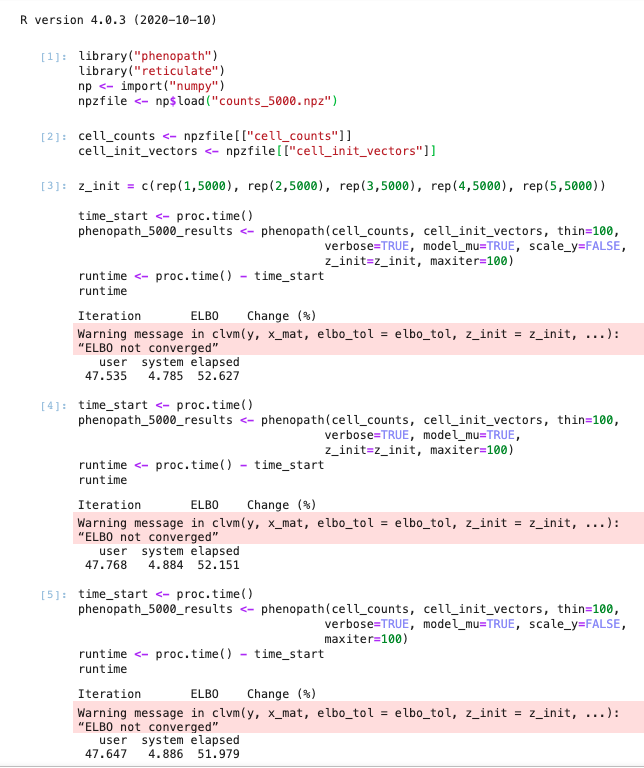 R version 4.0.3 (2020-10-10)
[1]: library("phenopath")
library("reticulate")
np <- import("numpy")
npzfile <- np$load("counts_5000.npz")
[2]: cell_counts <- npzfile[["cell_counts"]]
cell_init_vectors <- npzfile[["cell_init_vectors"]]
[3]: z_init = c(rep(1,5000), rep(2,5000), rep(3,5000), rep(4,5000), rep(5,5000))
time_start <- proc.time()
phenopath_5000_results <- phenopath(cell_counts, cell_init_vectors, thin=100,
verbose=TRUE, model_mu=TRUE, scale_y=FALSE,
z_init=z_init, maxiter=100)
runtime <- proc.time() - time_start
runtime
Iteration ELBO Change (%)
Warning message in clvm(y, x_mat, elbo_tol = elbo_tol, z_init = z_init, ...):
“ELBO not converged”
user system elapsed
47.535 4.785 52.627
[4]: time_start <- proc.time()
phenopath_5000_results <- phenopath(cell_counts, cell_init_vectors, thin=100,
verbose=TRUE, model_mu=TRUE,
z_init=z_init, maxiter=100)
runtime <- proc.time() - time_start
runtime
Iteration ELBO Change (%)
Warning message in clvm(y, x_mat, elbo_tol = elbo_tol, z_init = z_init, ...):
“ELBO not converged”
user system elapsed
47.768 4.884 52.151
[5]: time_start <- proc.time()
phenopath_5000_results <- phenopath(cell_counts, cell_init_vectors, thin=100,
verbose=TRUE, model_mu=TRUE, scale_y=FALSE,
maxiter=100)
runtime <- proc.time() - time_start
runtime
Iteration ELBO Change (%)
Warning message in clvm(y, x_mat, elbo_tol = elbo_tol, z_init = z_init, ...):
“ELBO not converged”
user system elapsed
47.647 4.886 51.979